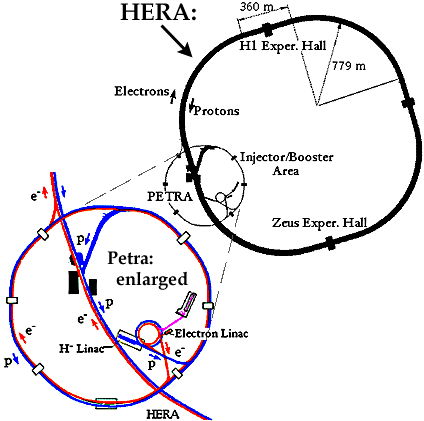 HERA:
360 m
H1 Exper. Hall
779 m
Electrons
Protons
Injector/Booster
Area
PETRA
Zeus Exper. Hall
e-
p
Petra:
enlarged
p
e-
Electron Linac
e-
H- Linac
p
e-
p
HERA